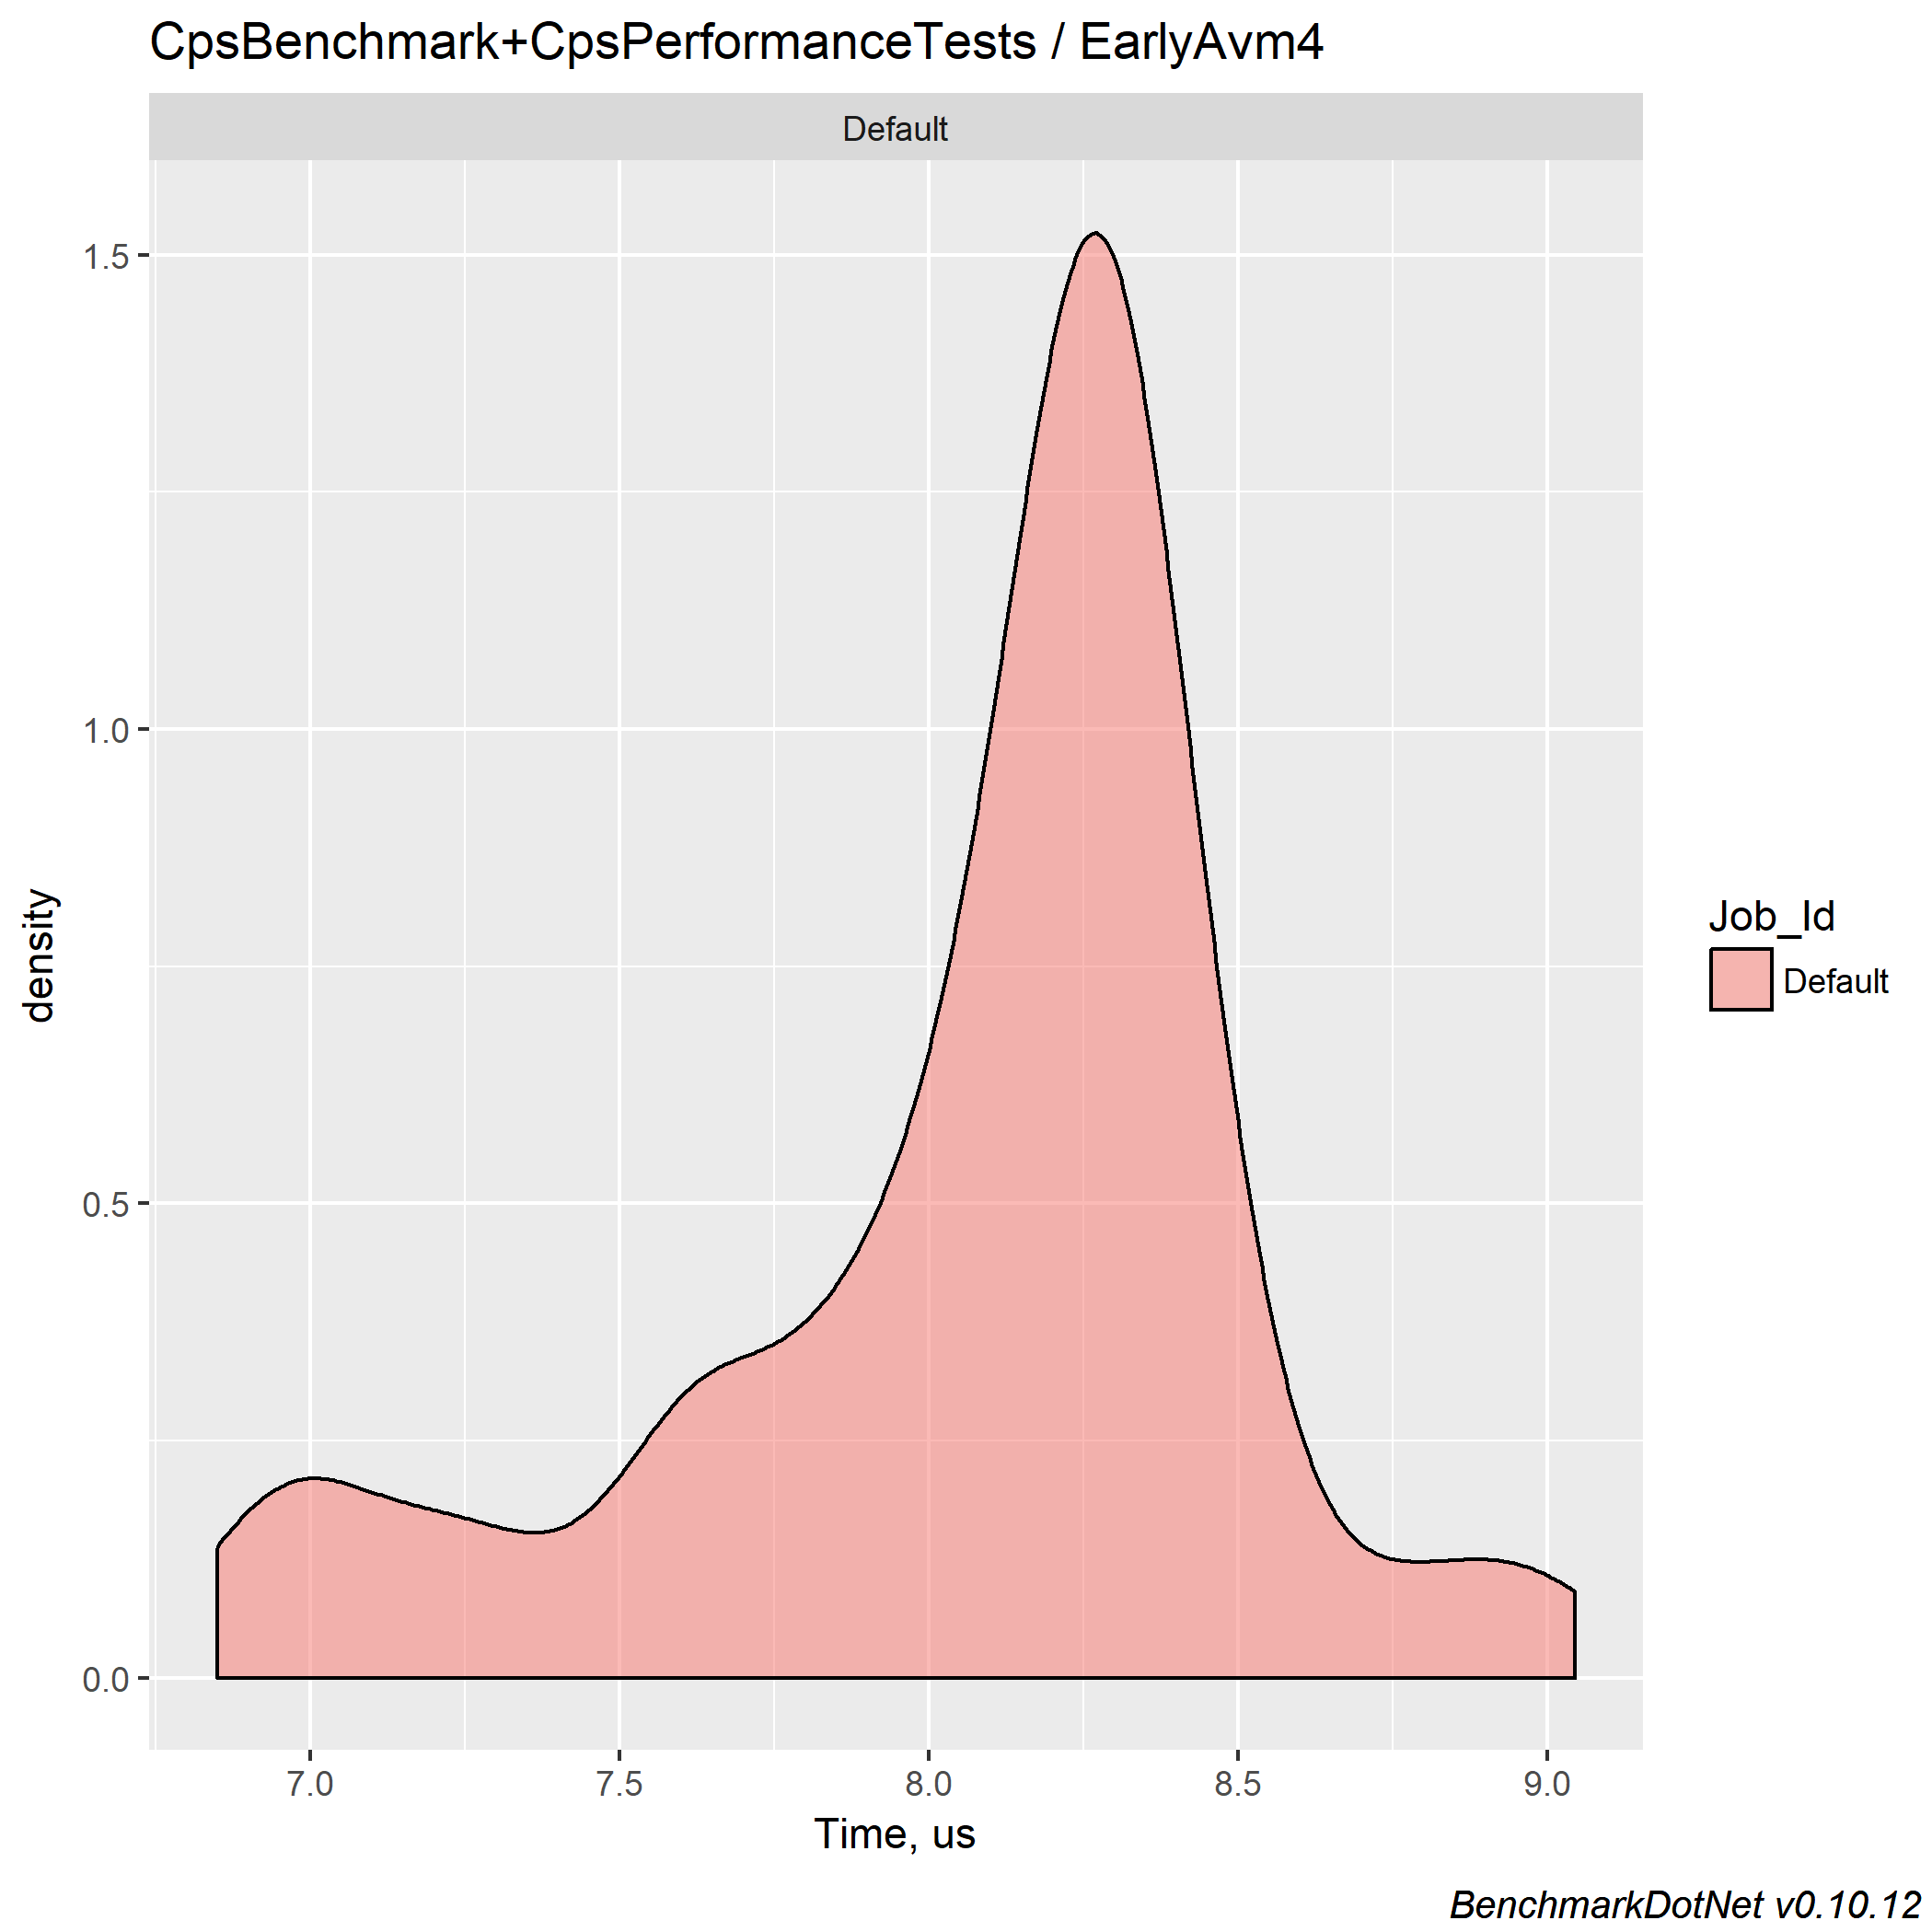 CpsBenchmark+CpsPerformanceTests / EarlyAvm4
Default
1.5
1.0
0.5
0.0
density
7.0 7.5 8.0 8.5 9.0
Time, us
Job_Id
Default
BenchmarkDotNet v0.10.12